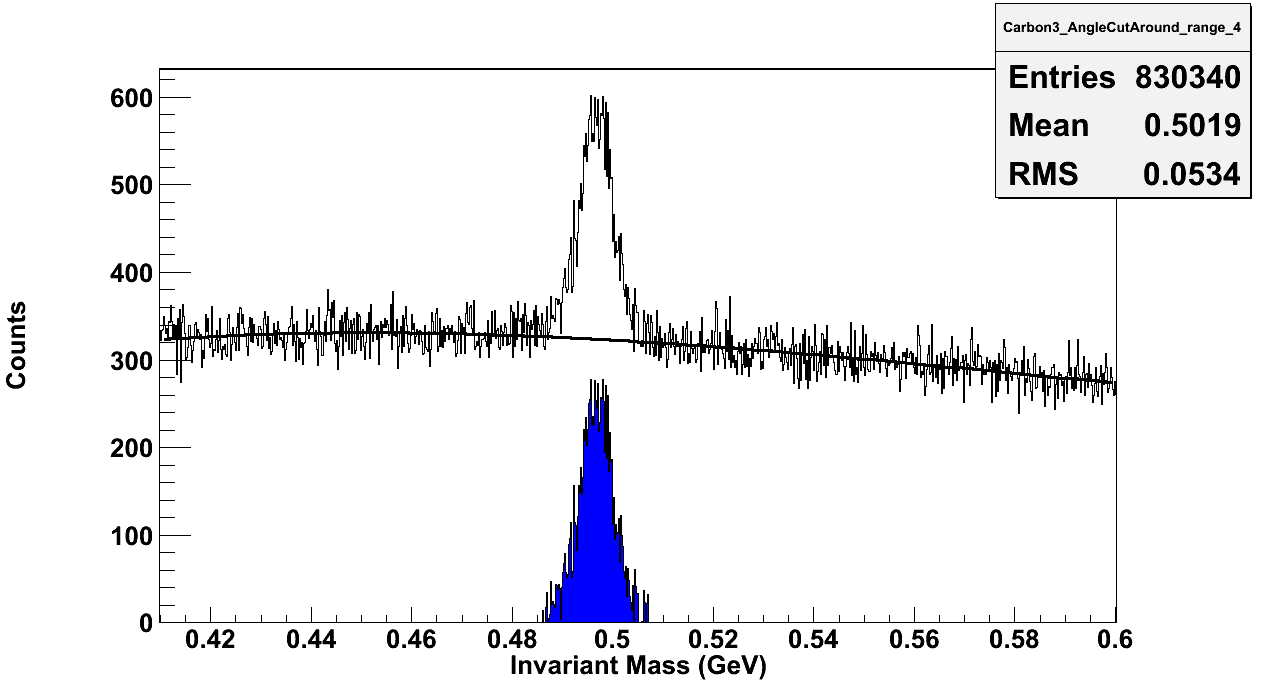 Carbon3_AngleCutAround_range_4
Entries 830340
Mean 0.5019
RMS 0.0534
600
500
400
300
200
100
0
Counts
0.42 0.44 0.46 0.48 0.5 0.52 0.54 0.56 0.58 0.6
Invariant Mass (GeV)